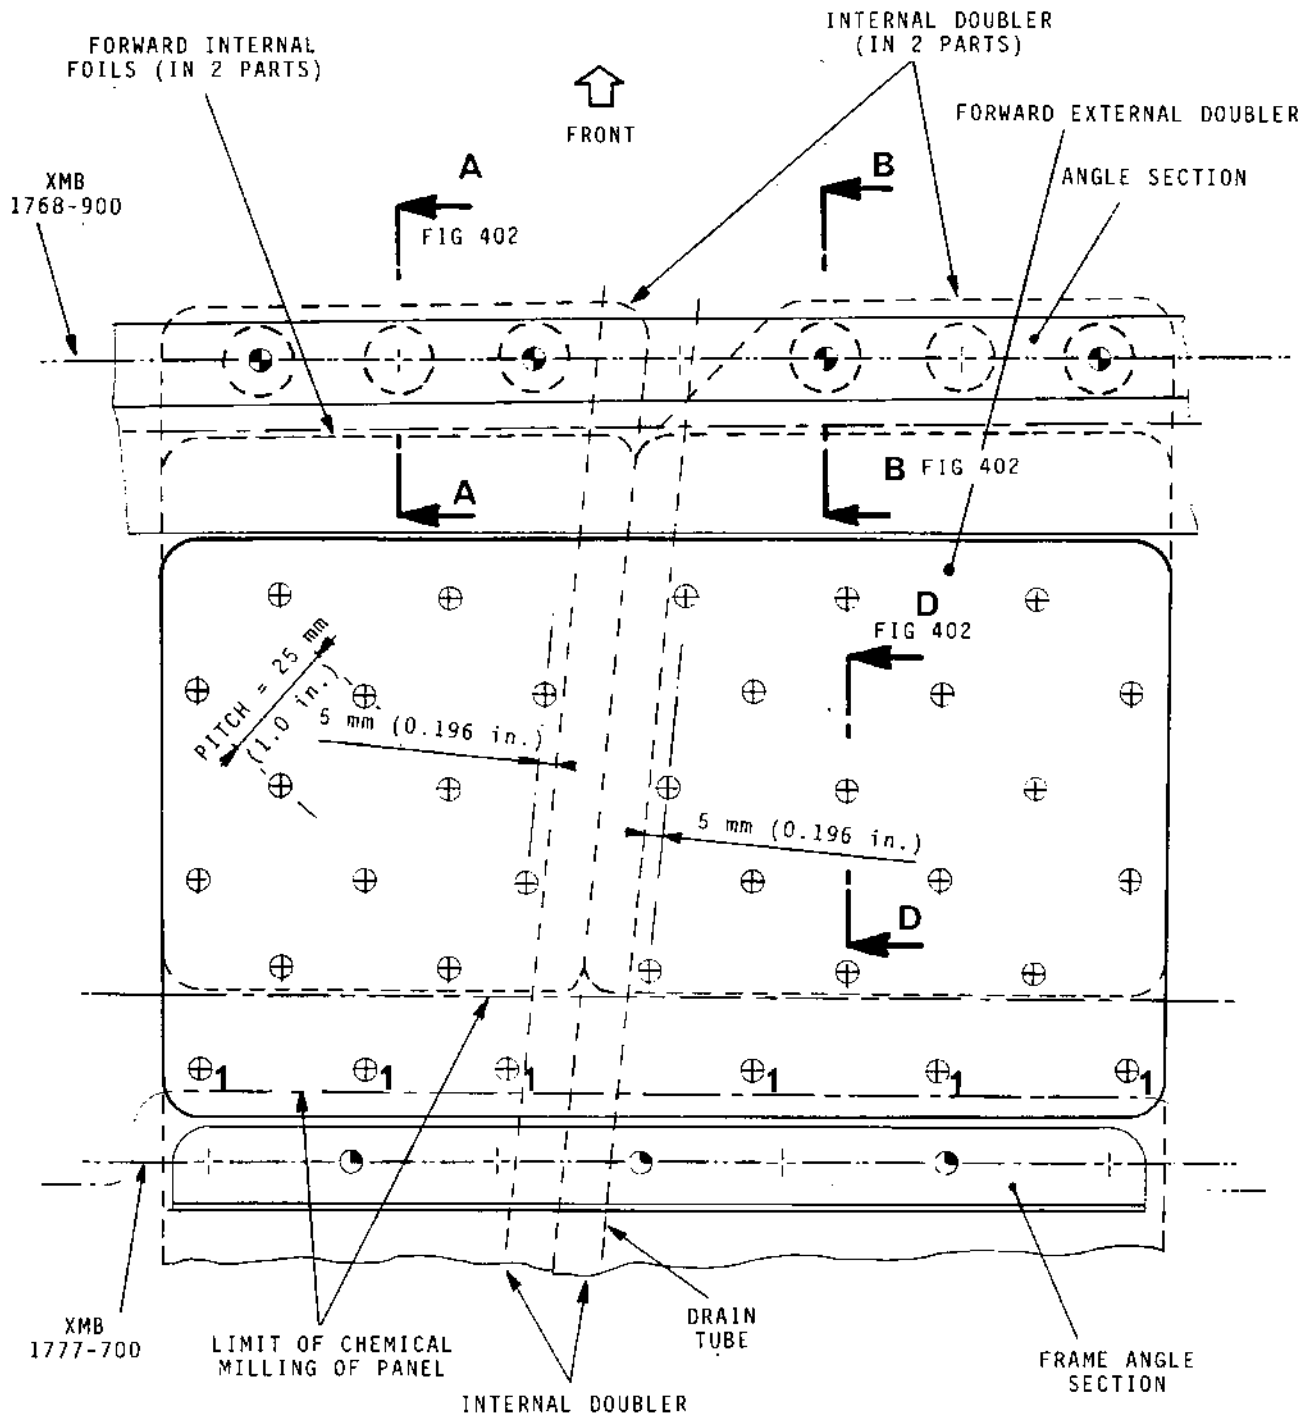 INTERNAL DOUBLER
(IN 2 PARTS)
FORWARD INTERNAL
FOILS (IN 2 PARTS)
FRONT
FORWARD EXTERNAL DOUBLER
A
B
ANGLE SECTION
XMB
1768-900
FIG 402
A
B FIG 402
D
FIG 402
PITCH = 25 mm
(1.0 in.)
5 mm (0.196 in.)
5 mm (0.196 in.)
D
1
1
1
1
1
1
XMB
1777-700
LIMIT OF CHEMICAL
MILLING OF PANEL
DRAIN
TUBE
FRAME ANGLE
SECTION
INTERNAL DOUBLER